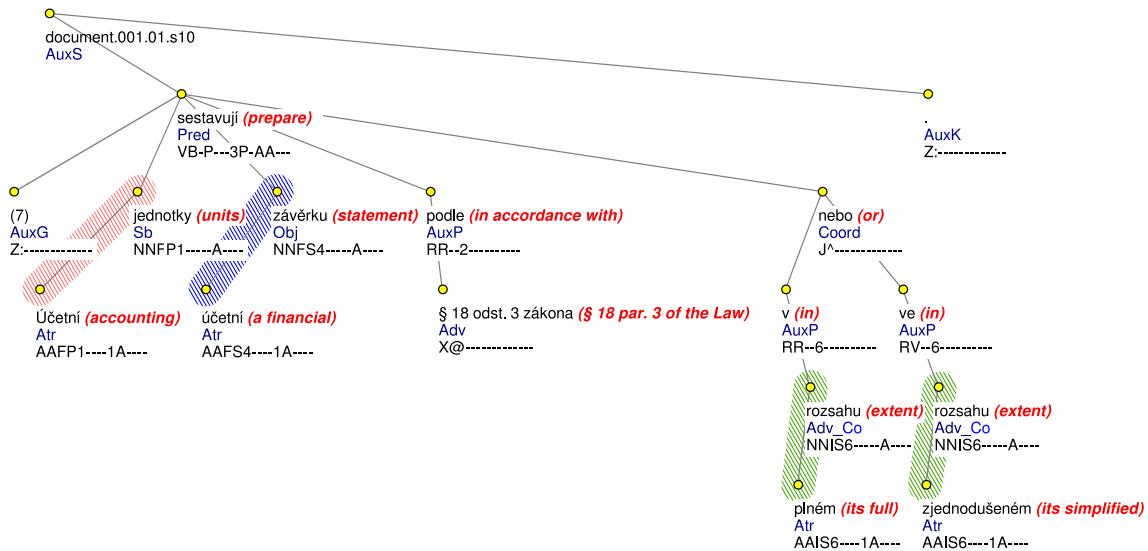 document.001.01.s10
AuxS
sestavují (prepare)
Pred
VB-P---3P-AA---
.
AuxK
Z:-------------
(7)
AuxG
Z:-------------
jednotky (units)
Sb
NNFP1-----A----
závěrku (statement)
Obj
NNFS4-----A----
podle (in accordance with)
AuxP
RR--2----------
nebo (or)
Coord
J^-------------
Účetní (accounting)
Atr
AAFP1----1A----
účetní (a financial)
Atr
AAFS4----1A----
§ 18 odst. 3 zákona (§ 18 par. 3 of the Law)
Adv
X@-------------
v (in)
AuxP
RR--6----------
ve (in)
AuxP
RV--6----------
rozsahu (extent)
Adv_Co
NNIS6-----A----
rozsahu (extent)
Adv_Co
NNIS6-----A----
plném (its full)
Atr
AAIS6----1A----
zjednodušeném (its simplified)
Atr
AAIS6----1A----